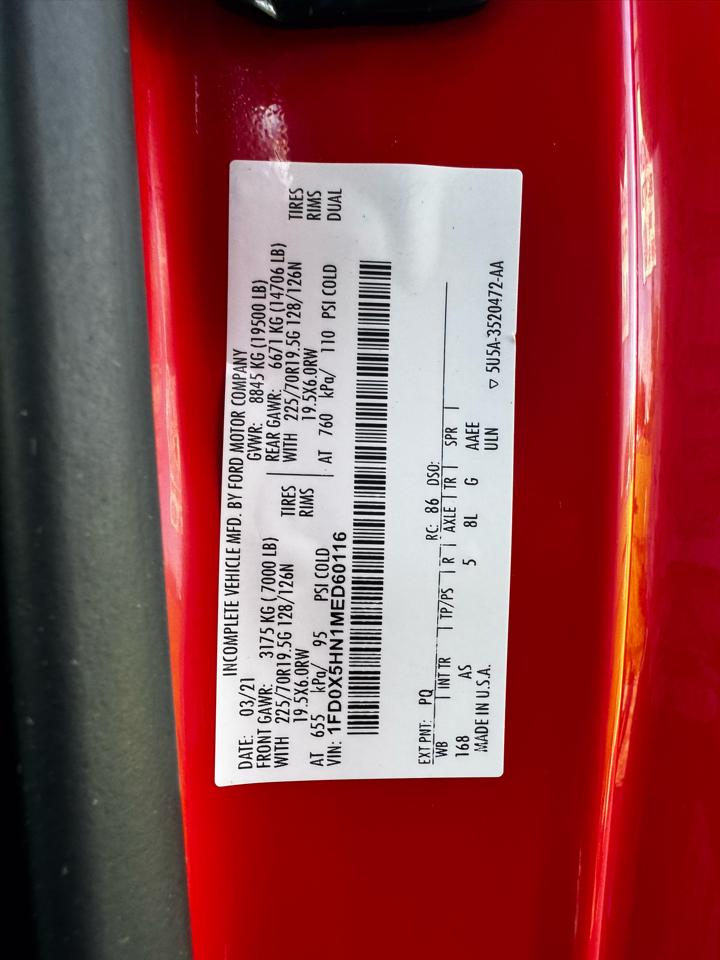 INCOMPLETE VEHICLE MFD. BY FORD MOTOR COMPANY
DATE: 03/21 GVWR: 8845 KG (19500 LB)
FRONT GAWR: 3175 KG ( 7000 LB) REAR GAWR: 6671 KG (14706 LB)
WITH 225/70R19.5G 128/126N TIRES WITH 225/70R19.5G 128/126N TIRES
19.5X6.0RW RIMS 19.5X6.0RW RIMS
AT 655 kPa/ 95 PSI COLD AT 760 kPa/ 110 PSI COLD DUAL
VIN: 1FD0X5HN1MED60116
EXT PNT: PQ RC: 86 DSO:
WB INT TR TP/PS R AXLE TR SPR
168 AS 5 8L G AAEE
MADE IN U.S.A. ULN
▽ 5U5A-3520472-AA